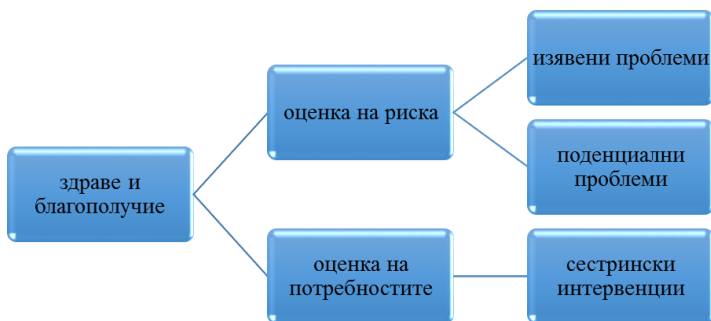 здраве и
благополучие
оценка на риска
изявени проблеми
поденциални
проблеми
оценка на
потребностите
сестрински
интервенции